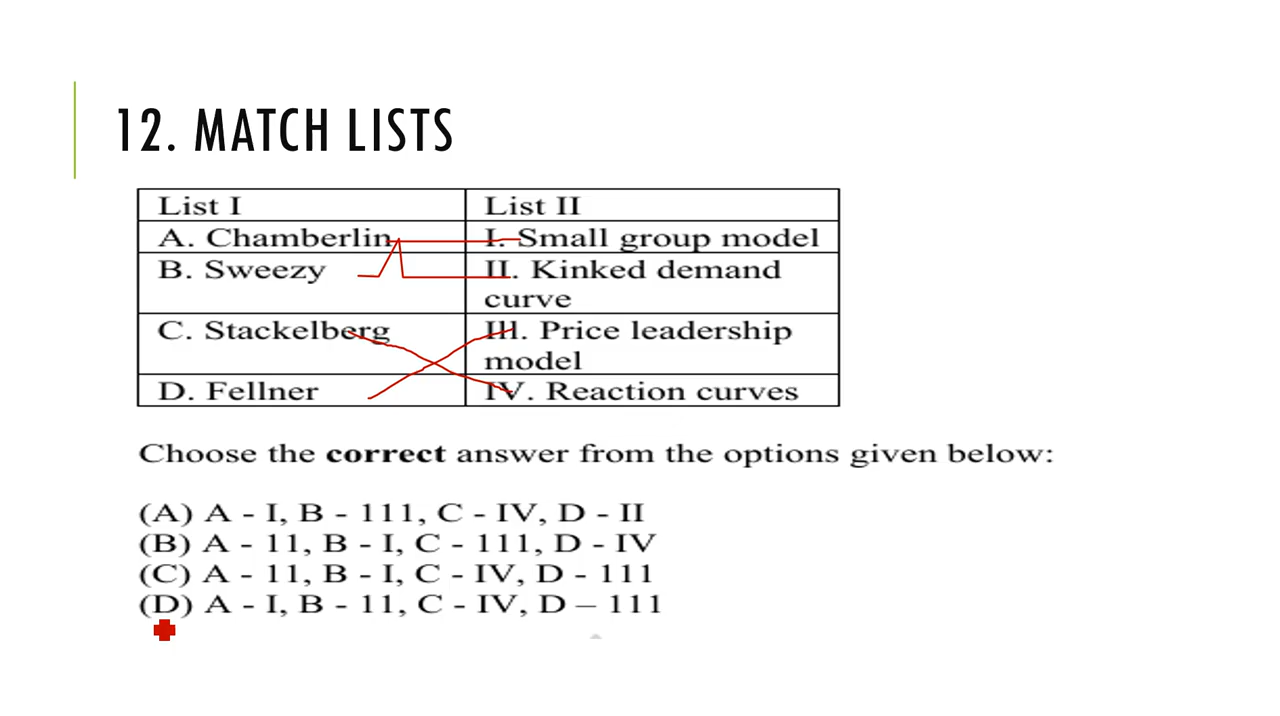 12. MATCH LISTS
List I List II
A. Chamberlin I. Small group model
B. Sweezy II. Kinked demand
curve
C. Stackelberg III. Price leadership
model
D. Fellner IV. Reaction curves
Choose the correct answer from the options given below:
(A) A - I, B - 111, C - IV, D - II
(B) A - 11, B - I, C - 111, D - IV
(C) A - 11, B - I, C - IV, D - 111
(D) A - I, B - 11, C - IV, D – 111